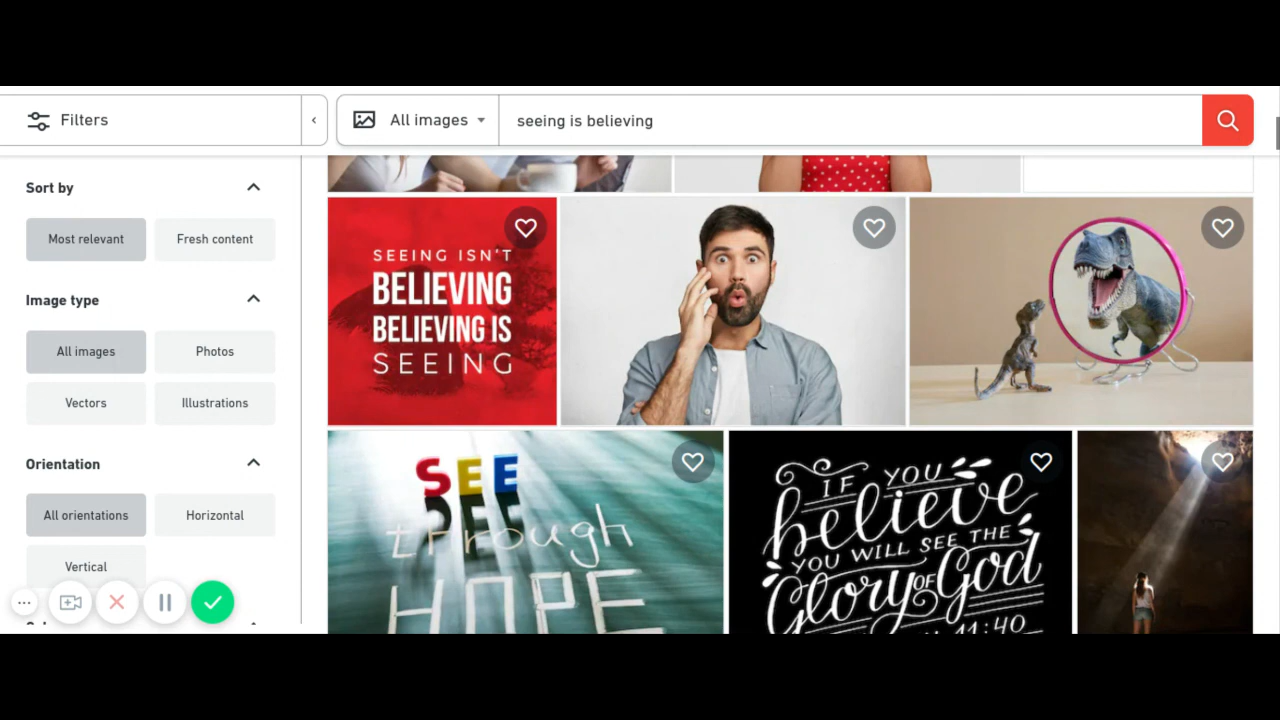 Filters
All images
seeing is believing
Sort by
Most relevant
Fresh content
Image type
All images
Photos
Vectors
Illustrations
Orientation
All orientations
Horizontal
Vertical
SEEING ISN'T
BELIEVING
BELIEVING IS
SEEING
SEE
through
HOPE
IF YOU
believe
YOU WILL SEE THE
Glory OF God
11:40